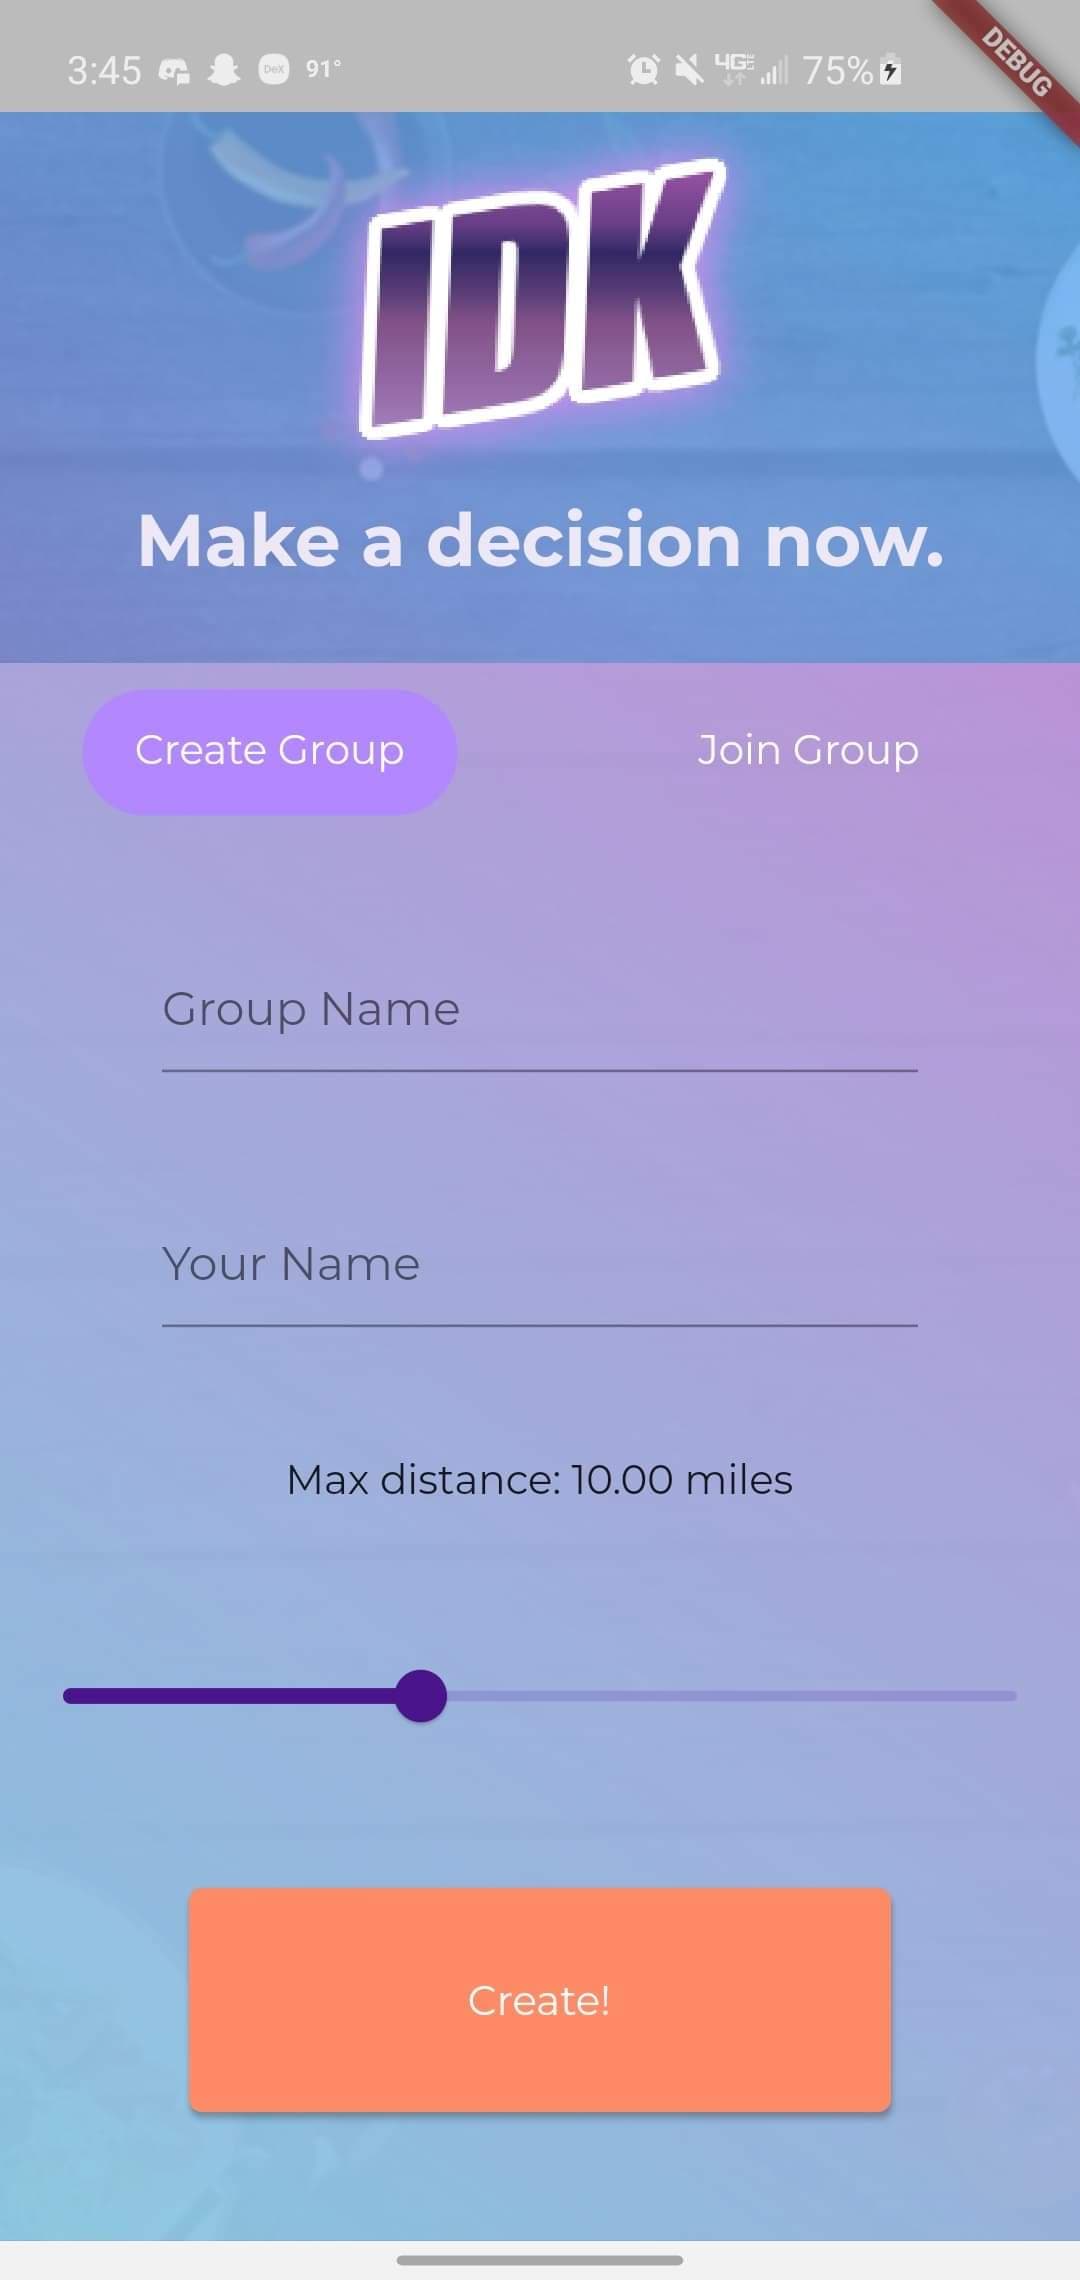 3:45 DeX 91° 4G LTE 75%
DEBUG
IDK
Make a decision now.
Create Group
Join Group
Group Name
Your Name
Max distance: 10.00 miles
Create!